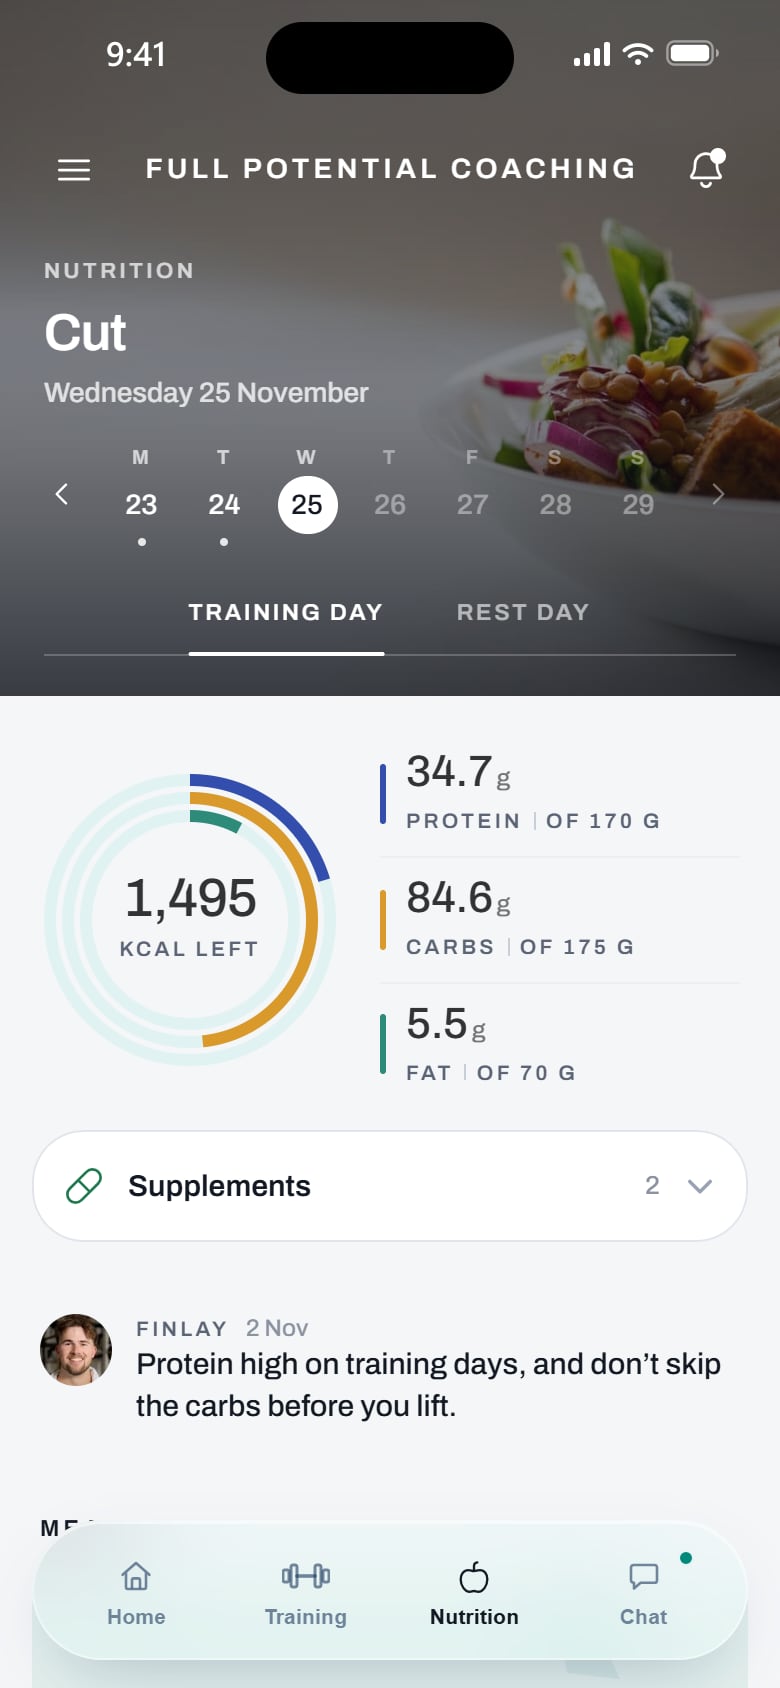 9:41
FULL POTENTIAL COACHING
NUTRITION
Cut
Wednesday 25 November
M T W T F S S
23 24 25 26 27 28 29
TRAINING DAY REST DAY
1,495
KCAL LEFT
34.7 g
PROTEIN | OF 170 G
84.6 g
CARBS | OF 175 G
5.5 g
FAT | OF 70 G
Supplements 2
FINLAY 2 Nov
Protein high on training days, and don’t skip
the carbs before you lift.
Home Training Nutrition Chat